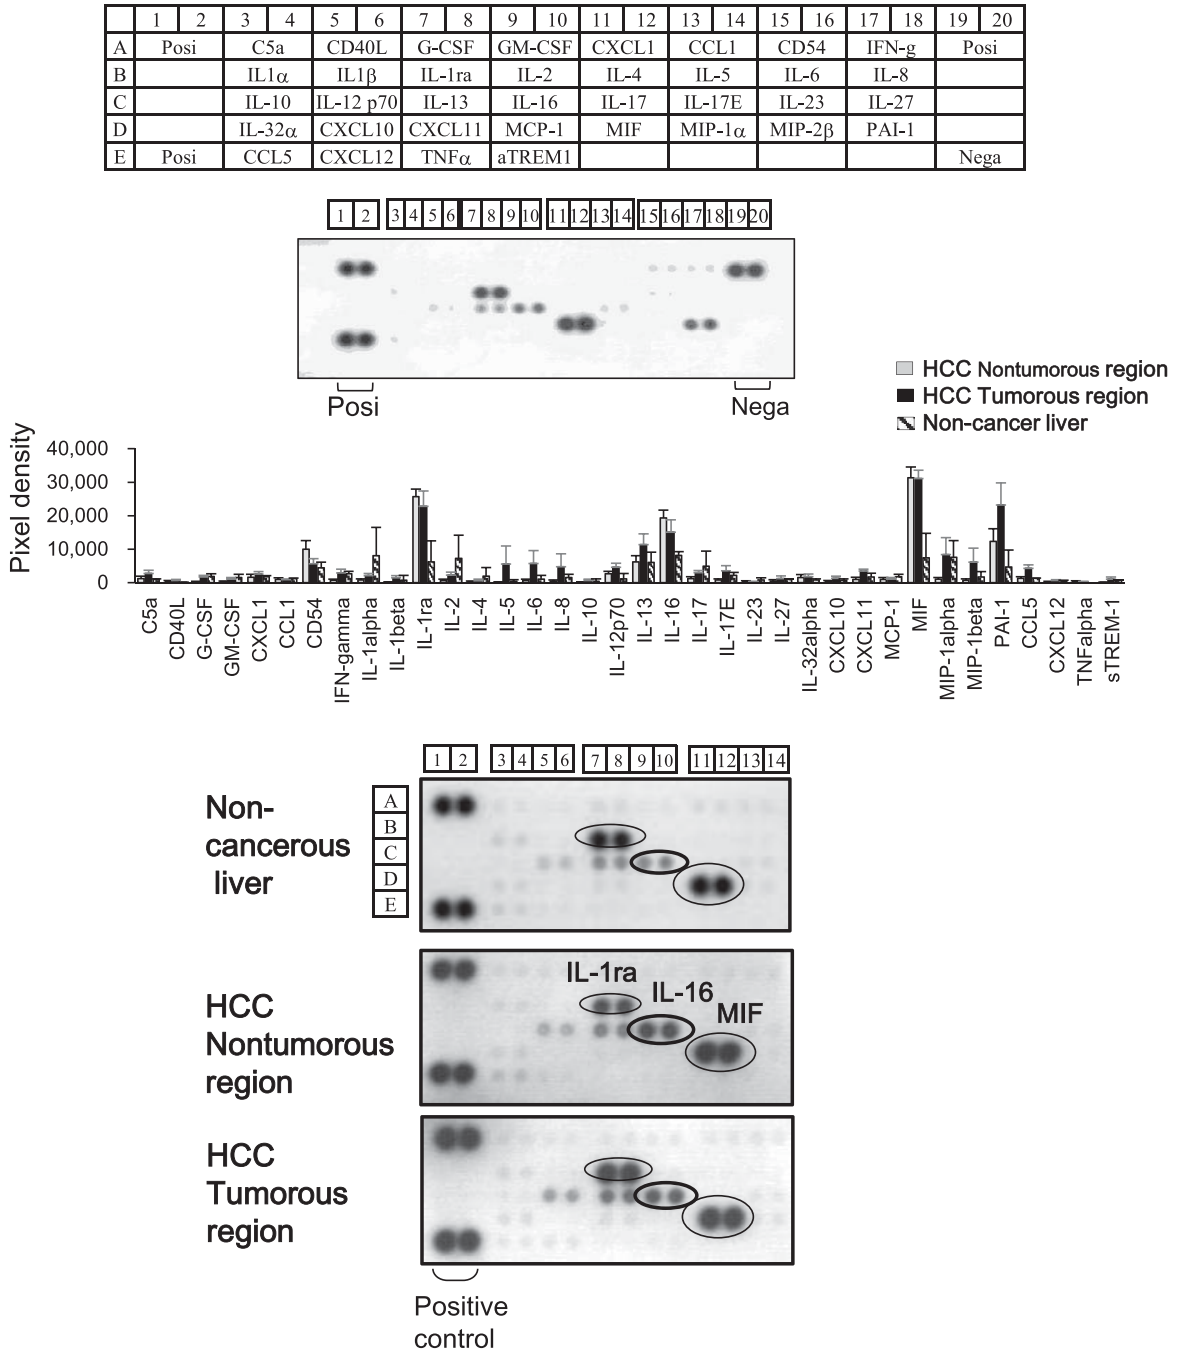 1 2 3 4 5 6 7 8 9 10 11 12 13 14 15 16 17 18 19 20
A Posi C5a CD40L G-CSF GM-CSF CXCL1 CCL1 CD54 IFN-g Posi
B IL1α IL1β IL-1ra IL-2 IL-4 IL-5 IL-6 IL-8
C IL-10 IL-12 p70 IL-13 IL-16 IL-17 IL-17E IL-23 IL-27
D IL-32α CXCL10 CXCL11 MCP-1 MIF MIP-1α MIP-2β PAI-1
E Posi CCL5 CXCL12 TNFα aTREM1 Nega
1 2 3 4 5 6 7 8 9 10 11 12 13 14 15 16 17 18 19 20
Posi Nega
HCC Nontumorous region
HCC Tumorous region
Non-cancer liver
Pixel density
40,000
30,000
20,000
10,000
0
C5a CD40L G-CSF GM-CSF CXCL1 CCL1 CD54 IFN-gamma IL-1alpha IL-1beta IL-1ra IL-2 IL-4 IL-5 IL-6 IL-8 IL-10 IL-12p70 IL-13 IL-16 IL-17 IL-17E IL-23 IL-27 IL-32alpha CXCL10 CXCL11 MCP-1 MIF MIP-1alpha MIP-1beta PAI-1 CCL5 CXCL12 TNFalpha sTREM-1
1 2 3 4 5 6 7 8 9 10 11 12 13 14
Non-
cancerous
liver
A
B
C
D
E
HCC
Nontumorous
region
IL-1ra
IL-16
MIF
HCC
Tumorous
region
Positive
control